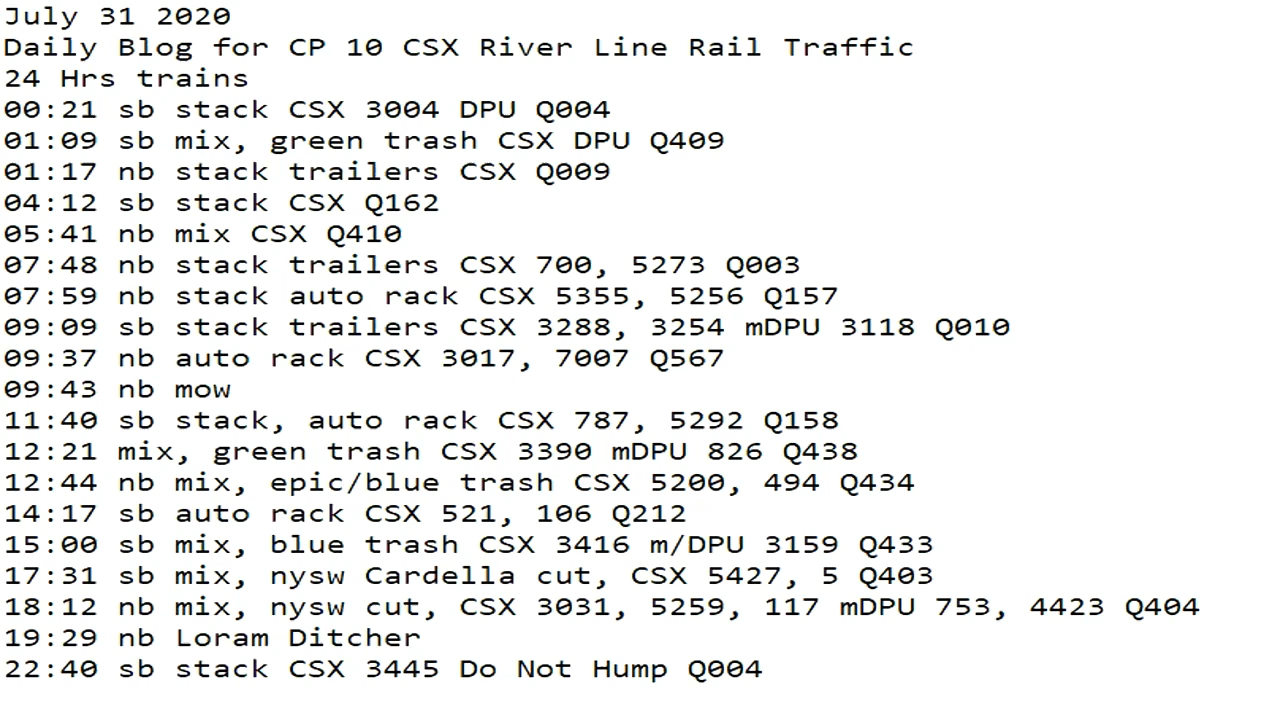 July 31 2020
Daily Blog for CP 10 CSX River Line Rail Traffic
24 Hrs trains
00:21 sb stack CSX 3004 DPU Q004
01:09 sb mix, green trash CSX DPU Q409
01:17 nb stack trailers CSX Q009
04:12 sb stack CSX Q162
05:41 nb mix CSX Q410
07:48 nb stack trailers CSX 700, 5273 Q003
07:59 nb stack auto rack CSX 5355, 5256 Q157
09:09 sb stack trailers CSX 3288, 3254 mDPU 3118 Q010
09:37 nb auto rack CSX 3017, 7007 Q567
09:43 nb mow
11:40 sb stack, auto rack CSX 787, 5292 Q158
12:21 mix, green trash CSX 3390 mDPU 826 Q438
12:44 nb mix, epic/blue trash CSX 5200, 494 Q434
14:17 sb auto rack CSX 521, 106 Q212
15:00 sb mix, blue trash CSX 3416 m/DPU 3159 Q433
17:31 sb mix, nysw Cardella cut, CSX 5427, 5 Q403
18:12 nb mix, nysw cut, CSX 3031, 5259, 117 mDPU 753, 4423 Q404
19:29 nb Loram Ditcher
22:40 sb stack CSX 3445 Do Not Hump Q004